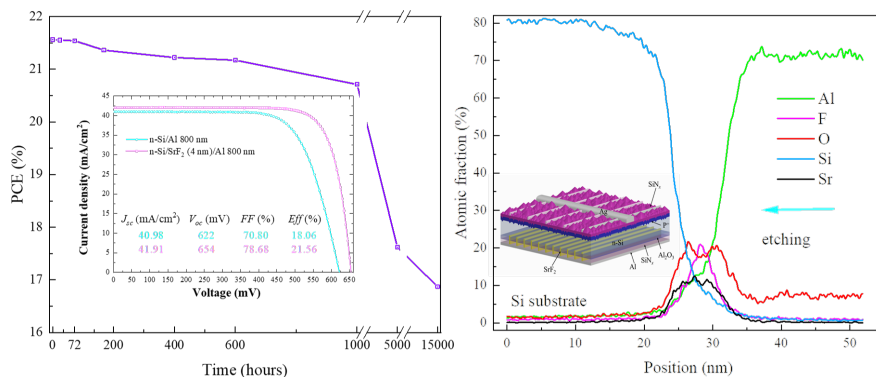 22
21
20
19
18
17
16
PCE (%)
0
72
200
400
600
1000
5000
15000
Time (hours)
45
40
35
30
25
20
15
10
5
0
Current density (mA/cm²)
n-Si/Al 800 nm
n-Si/SrF₂ (4 nm)/Al 800 nm
Jsc (mA/cm²) Voc (mV) FF (%) Eff (%)
40.98 622 70.80 18.06
41.91 654 78.68 21.56
0 50 100 150 200 250 300 350 400 450 500 550 600 650
Voltage (mV)
80
70
60
50
40
30
20
10
0
Atomic fraction (%)
Al
F
O
Si
Sr
SiNx
Ag
P⁺
n-Si
Al₂O₃
SiNx
Al
SrF₂
etching
Si substrate
0 10 20 30 40 50
Position (nm)